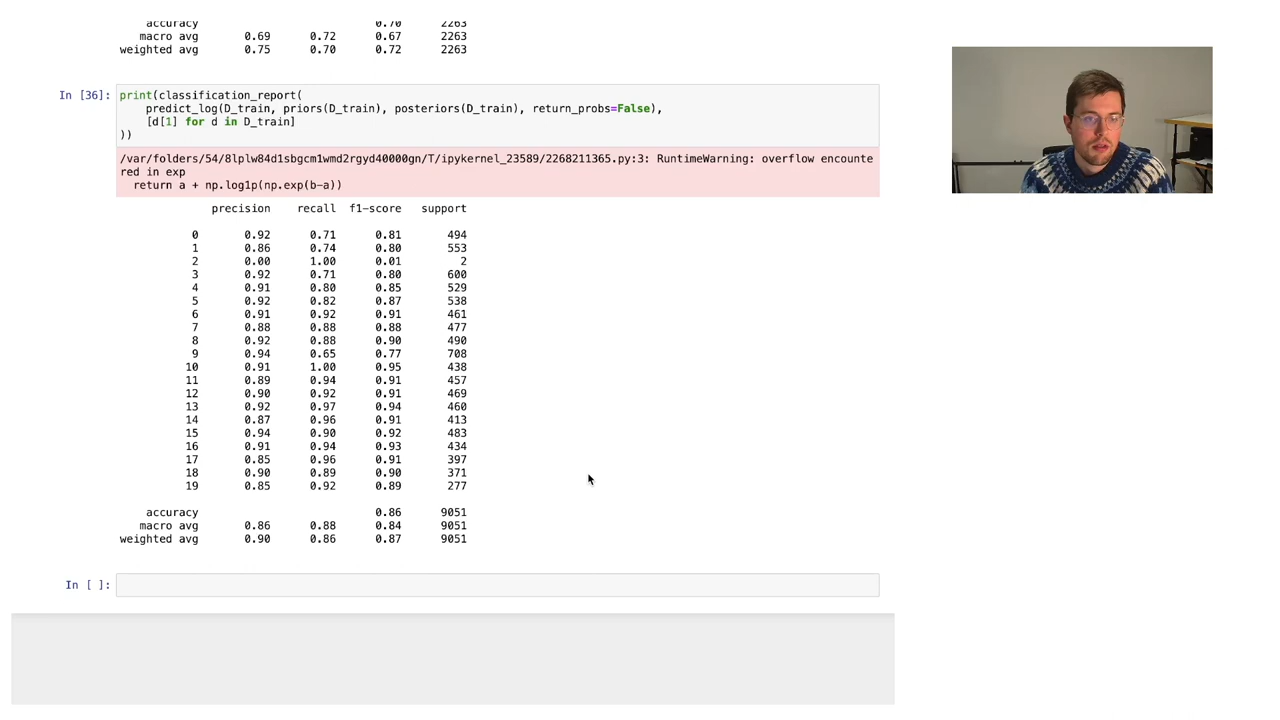 accuracy 0.70 2263
macro avg 0.69 0.72 0.67 2263
weighted avg 0.75 0.70 0.72 2263
In [36]: print(classification_report(
predict_log(D_train, priors(D_train), posteriors(D_train), return_probs=False),
[d[1] for d in D_train]
))
/var/folders/54/8lplw84d1sbgcm1wmd2rgyd40000gn/T/ipykernel_23589/2268211365.py:3: RuntimeWarning: overflow encounte
red in exp
return a + np.log1p(np.exp(b-a))
precision recall f1-score support
0 0.92 0.71 0.81 494
1 0.86 0.74 0.80 553
2 0.00 1.00 0.01 2
3 0.92 0.71 0.80 600
4 0.91 0.80 0.85 529
5 0.92 0.82 0.87 538
6 0.91 0.92 0.91 461
7 0.88 0.88 0.88 477
8 0.92 0.88 0.90 490
9 0.94 0.65 0.77 708
10 0.91 1.00 0.95 438
11 0.89 0.94 0.91 457
12 0.90 0.92 0.91 469
13 0.92 0.97 0.94 460
14 0.87 0.96 0.91 413
15 0.94 0.90 0.92 483
16 0.91 0.94 0.93 434
17 0.85 0.96 0.91 397
18 0.90 0.89 0.90 371
19 0.85 0.92 0.89 277
accuracy 0.86 9051
macro avg 0.86 0.88 0.84 9051
weighted avg 0.90 0.86 0.87 9051
In [ ]: